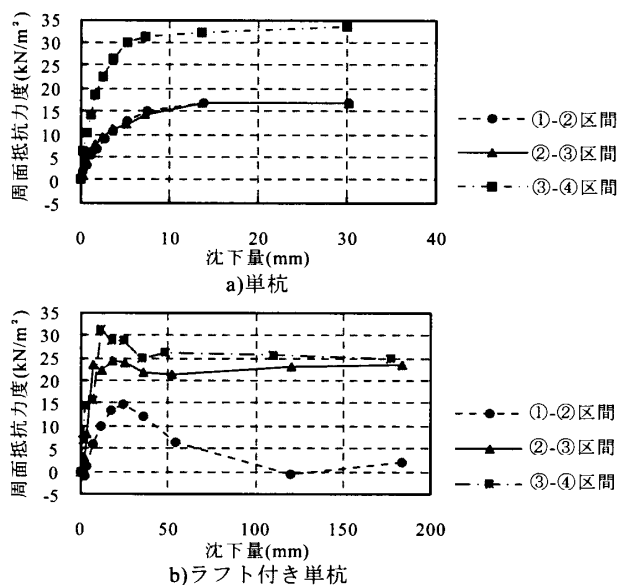 周面抵抗力度(kN/m²)
35
30
25
20
15
10
5
0
-5
0 10 20 30 40
沈下量(mm)
①-②区間
②-③区間
③-④区間
a)単杭
周面抵抗力度(kN/m²)
35
30
25
20
15
10
5
0
-5
0 50 100 150 200
沈下量(mm)
①-②区間
②-③区間
③-④区間
b)ラフト付き単杭